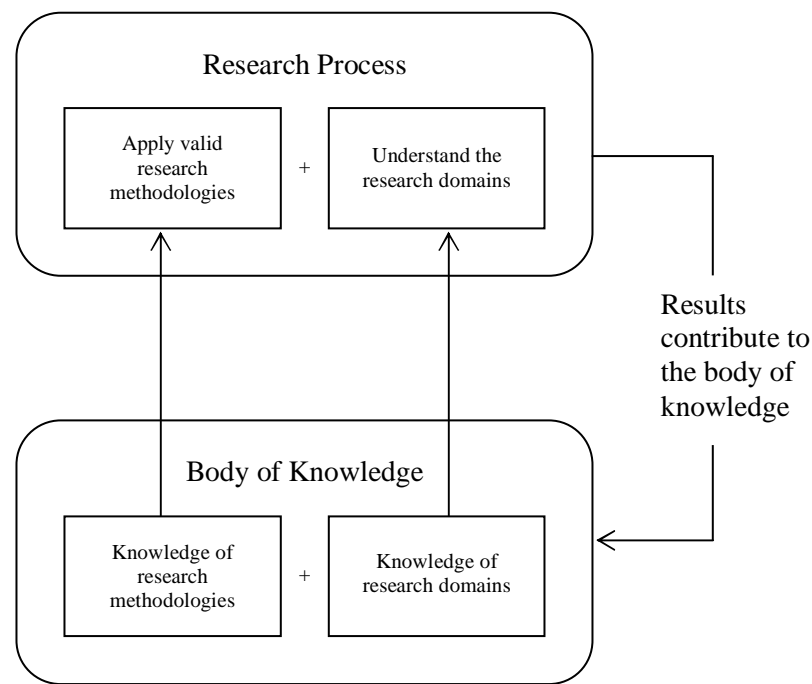 Research Process
Apply valid
research
methodologies
+
Understand the
research domains
Results
contribute to
the body of
knowledge
Body of Knowledge
Knowledge of
research
methodologies
+
Knowledge of
research domains